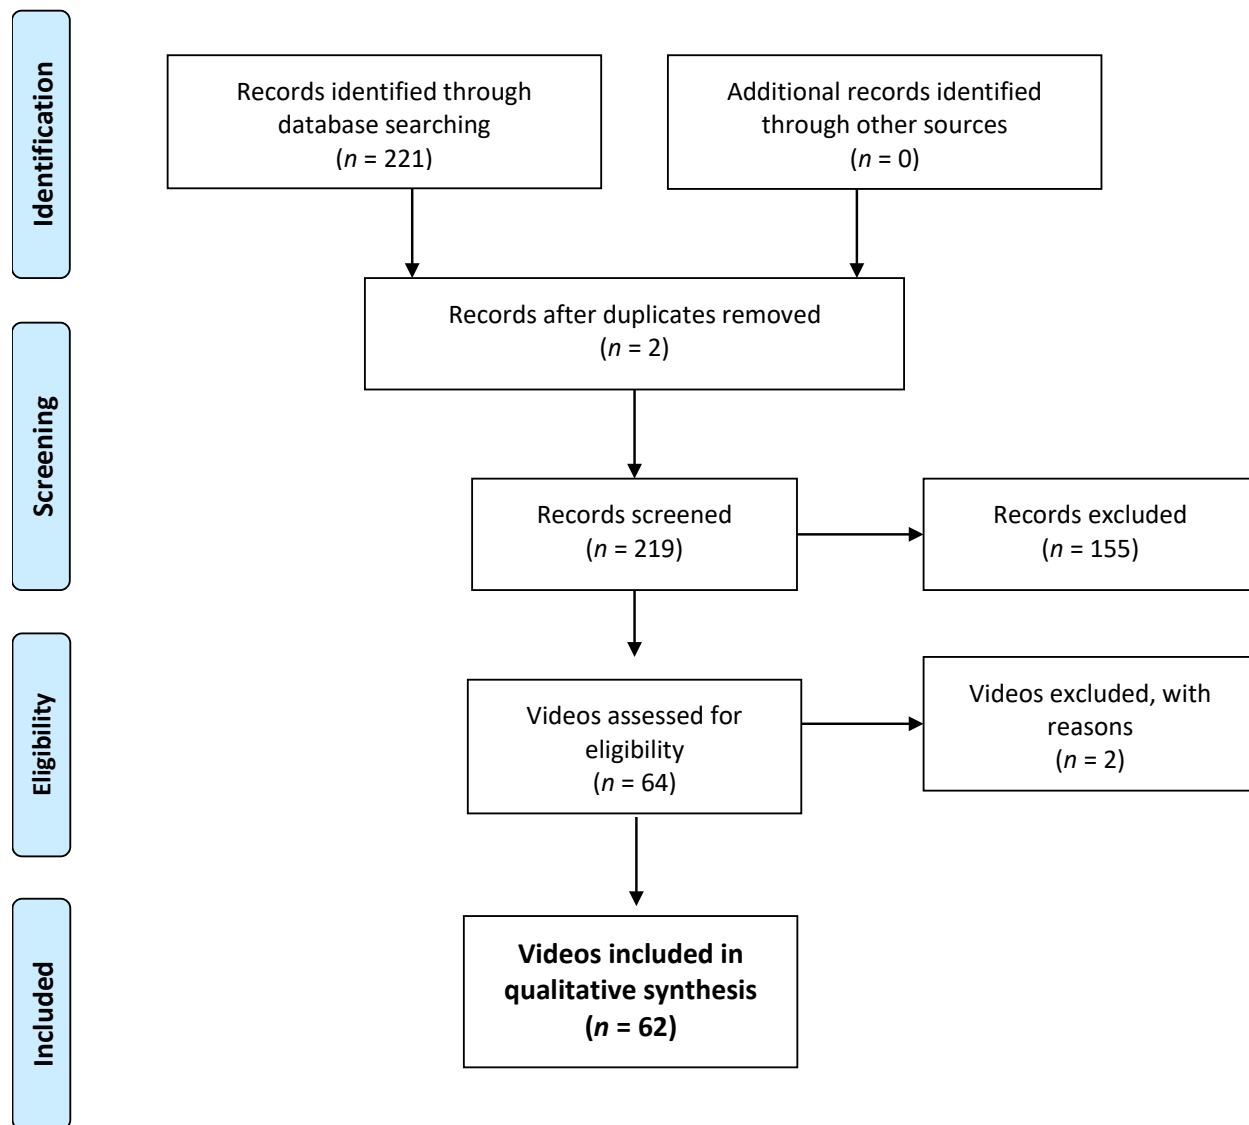 Identification
Records identified through
database searching
(n = 221)
Additional records identified
through other sources
(n = 0)
Records after duplicates removed
(n = 2)
Screening
Records screened
(n = 219)
Records excluded
(n = 155)
Eligibility
Videos assessed for
eligibility
(n = 64)
Videos excluded, with
reasons
(n = 2)
Included
Videos included in
qualitative synthesis
(n = 62)